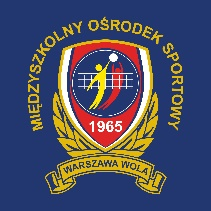 MIĘDZYSZKOLNY OŚRODEK SPORTOWY
1965
WARSZAWA WOLA